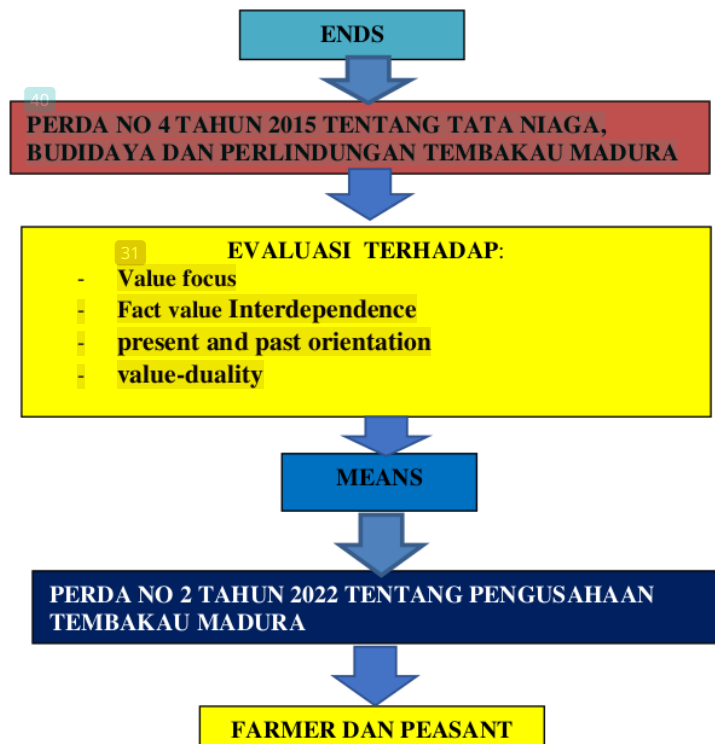 ENDS
40
PERDA NO 4 TAHUN 2015 TENTANG TATA NIAGA,
BUDIDAYA DAN PERLINDUNGAN TEMBAKAU MADURA
31
EVALUASI TERHADAP:
- Value focus
- Fact value Interdependence
- present and past orientation
- value-duality
MEANS
PERDA NO 2 TAHUN 2022 TENTANG PENGUSAHAAN
TEMBAKAU MADURA
FARMER DAN PEASANT